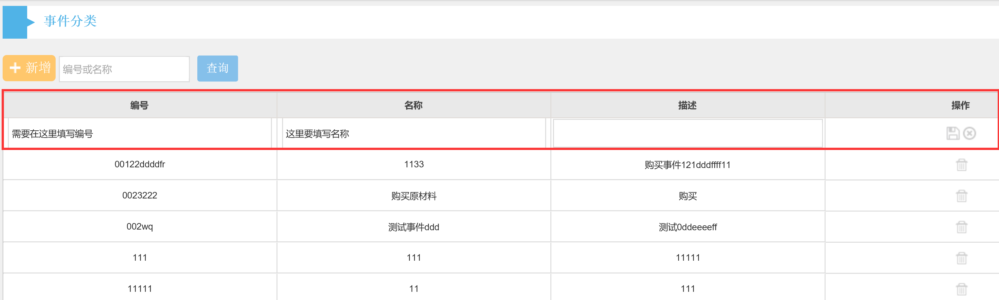 事件分类
新增 编号或名称 查询
编号 名称 描述 操作
需要在这里填写编号 这里要填写名称
00122ddddfr 1133 购买事件121dddffff11
0023222 购买原材料 购买
002wq 测试事件ddd 测试0ddeeeeff
111 111 11111
11111 11 111